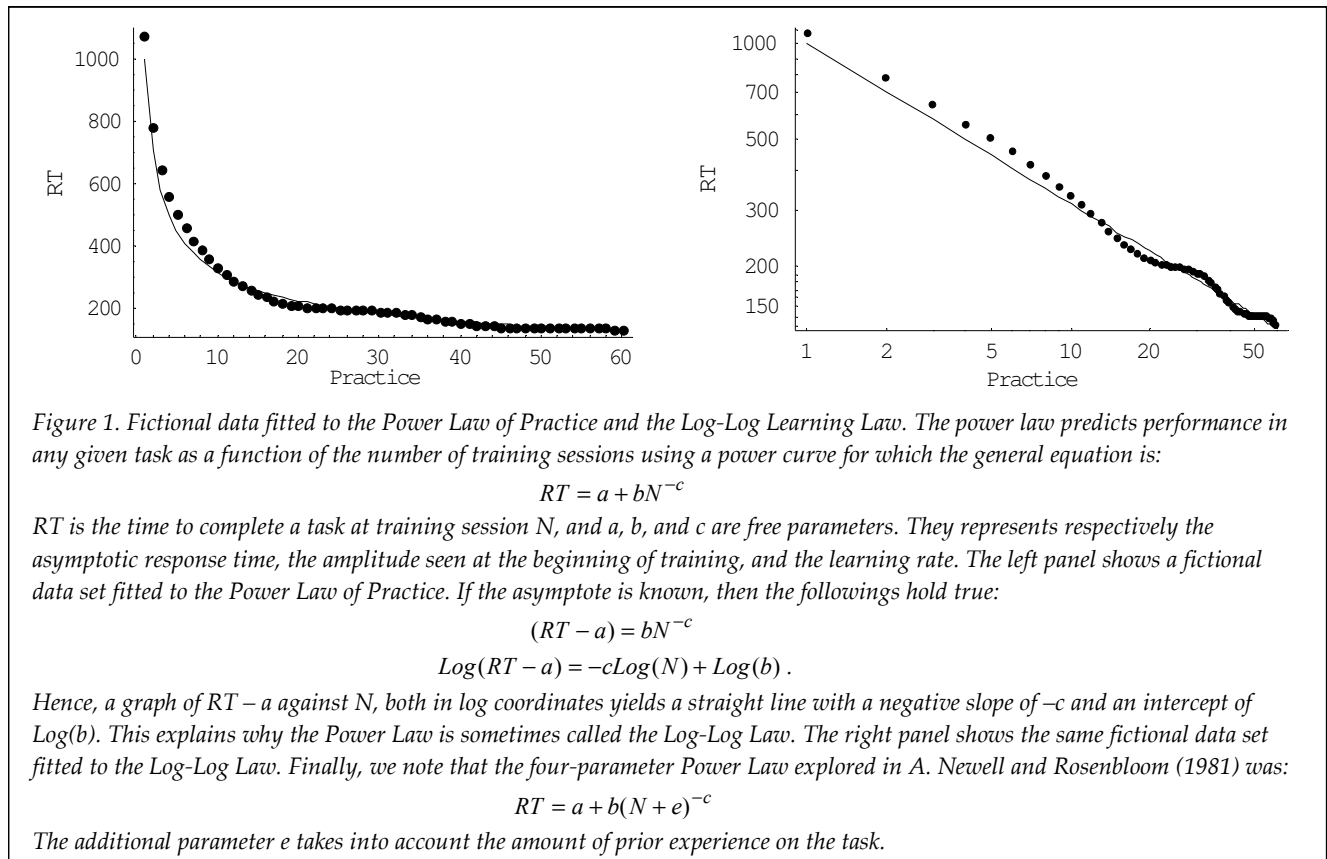 1000
800
600
400
200
RT
0 10 20 30 40 50 60
Practice
1000
700
500
300
200
150
RT
1 2 5 10 20 50
Practice
Figure 1. Fictional data fitted to the Power Law of Practice and the Log-Log Learning Law. The power law predicts performance in
any given task as a function of the number of training sessions using a power curve for which the general equation is:
RT = a + bN^{-c}
RT is the time to complete a task at training session N, and a, b, and c are free parameters. They represents respectively the
asymptotic response time, the amplitude seen at the beginning of training, and the learning rate. The left panel shows a fictional
data set fitted to the Power Law of Practice. If the asymptote is known, then the followings hold true:
(RT − a) = bN^{-c}
Log(RT − a) = −cLog(N) + Log(b) .
Hence, a graph of RT – a against N, both in log coordinates yields a straight line with a negative slope of –c and an intercept of
Log(b). This explains why the Power Law is sometimes called the Log-Log Law. The right panel shows the same fictional data set
fitted to the Log-Log Law. Finally, we note that the four-parameter Power Law explored in A. Newell and Rosenbloom (1981) was:
RT = a + b(N + e)^{-c}
The additional parameter e takes into account the amount of prior experience on the task.